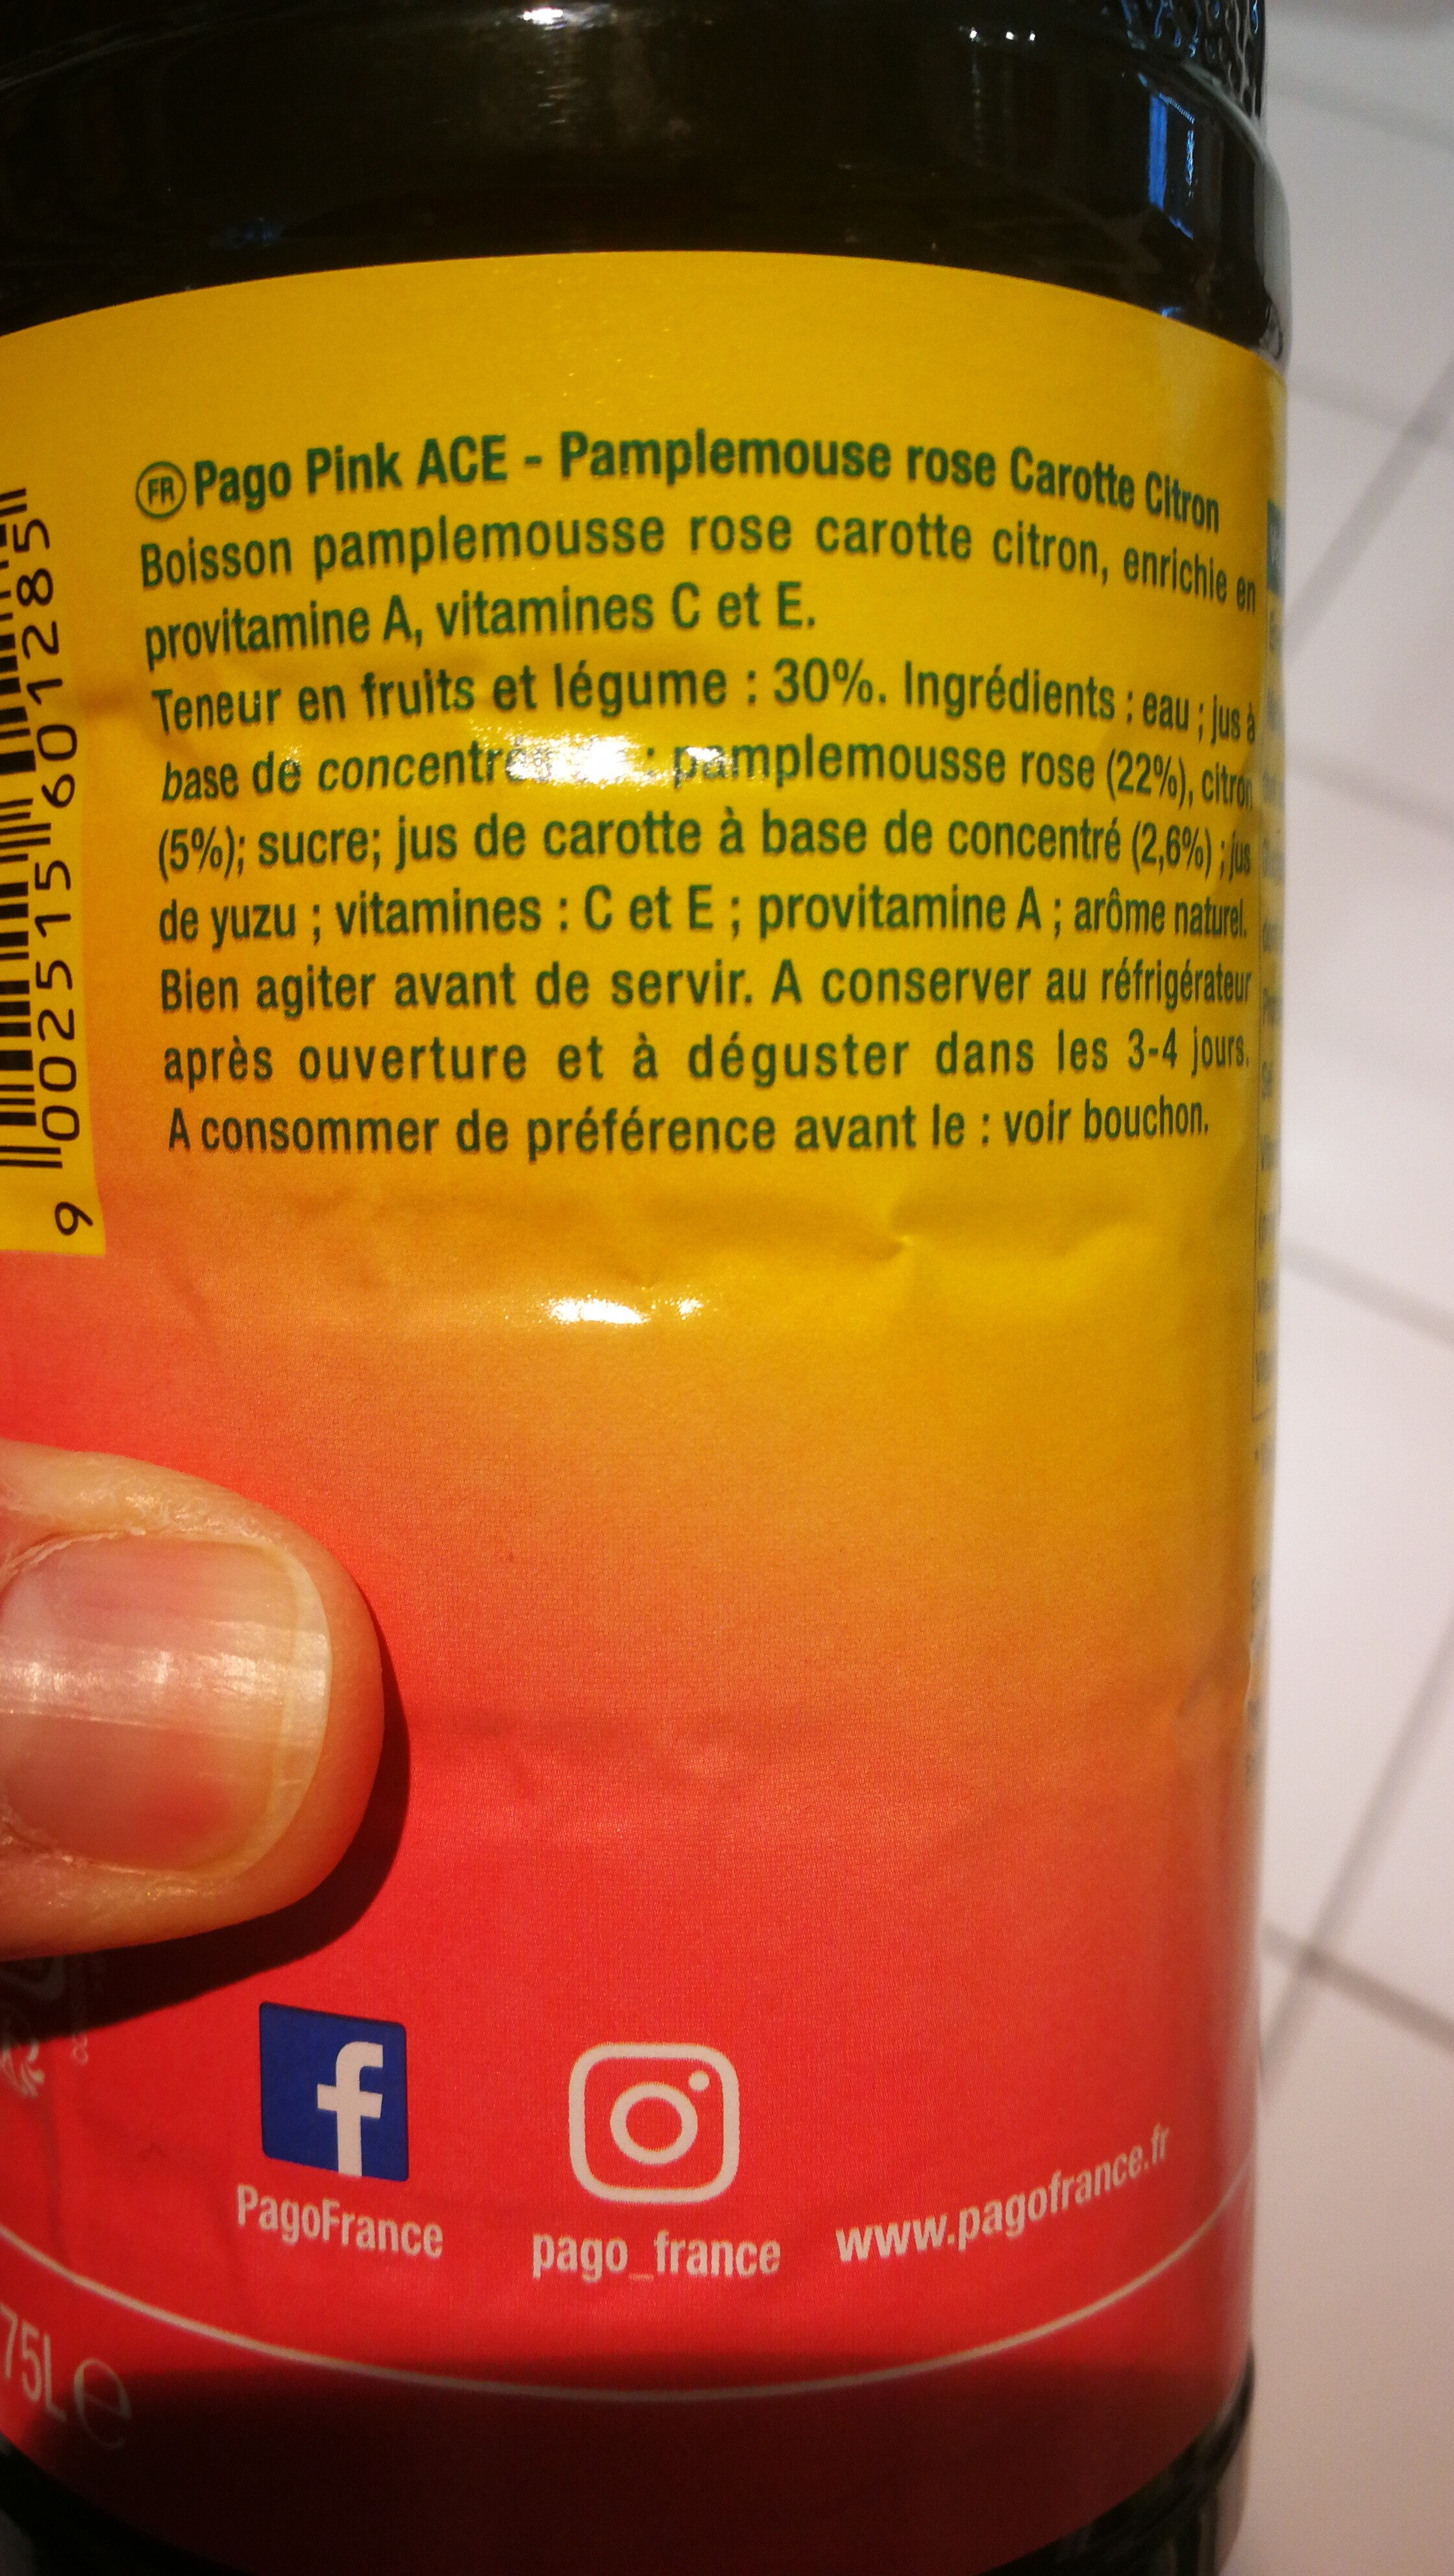 FR Pago Pink ACE - Pamplemouse rose Carotte Citron
Boisson pamplemousse rose carotte citron, enrichie en
provitamine A, vitamines C et E.
Teneur en fruits et légume : 30%. Ingrédients : eau ; jus à
base de : pamplemousse rose (22%), citron
(5%); sucre; jus de carotte à base de concentré (2,6%) ; jus
de yuzu ; vitamines : C et E ; provitamine A ; arôme naturel.
Bien agiter avant de servir. A conserver au réfrigérateur
après ouverture et à déguster dans les 3-4 jours.
A consommer de préférence avant le : voir bouchon.
9 002515 601285
f
PagoFrance
pago_france
www.pagofrance.fr
75L e